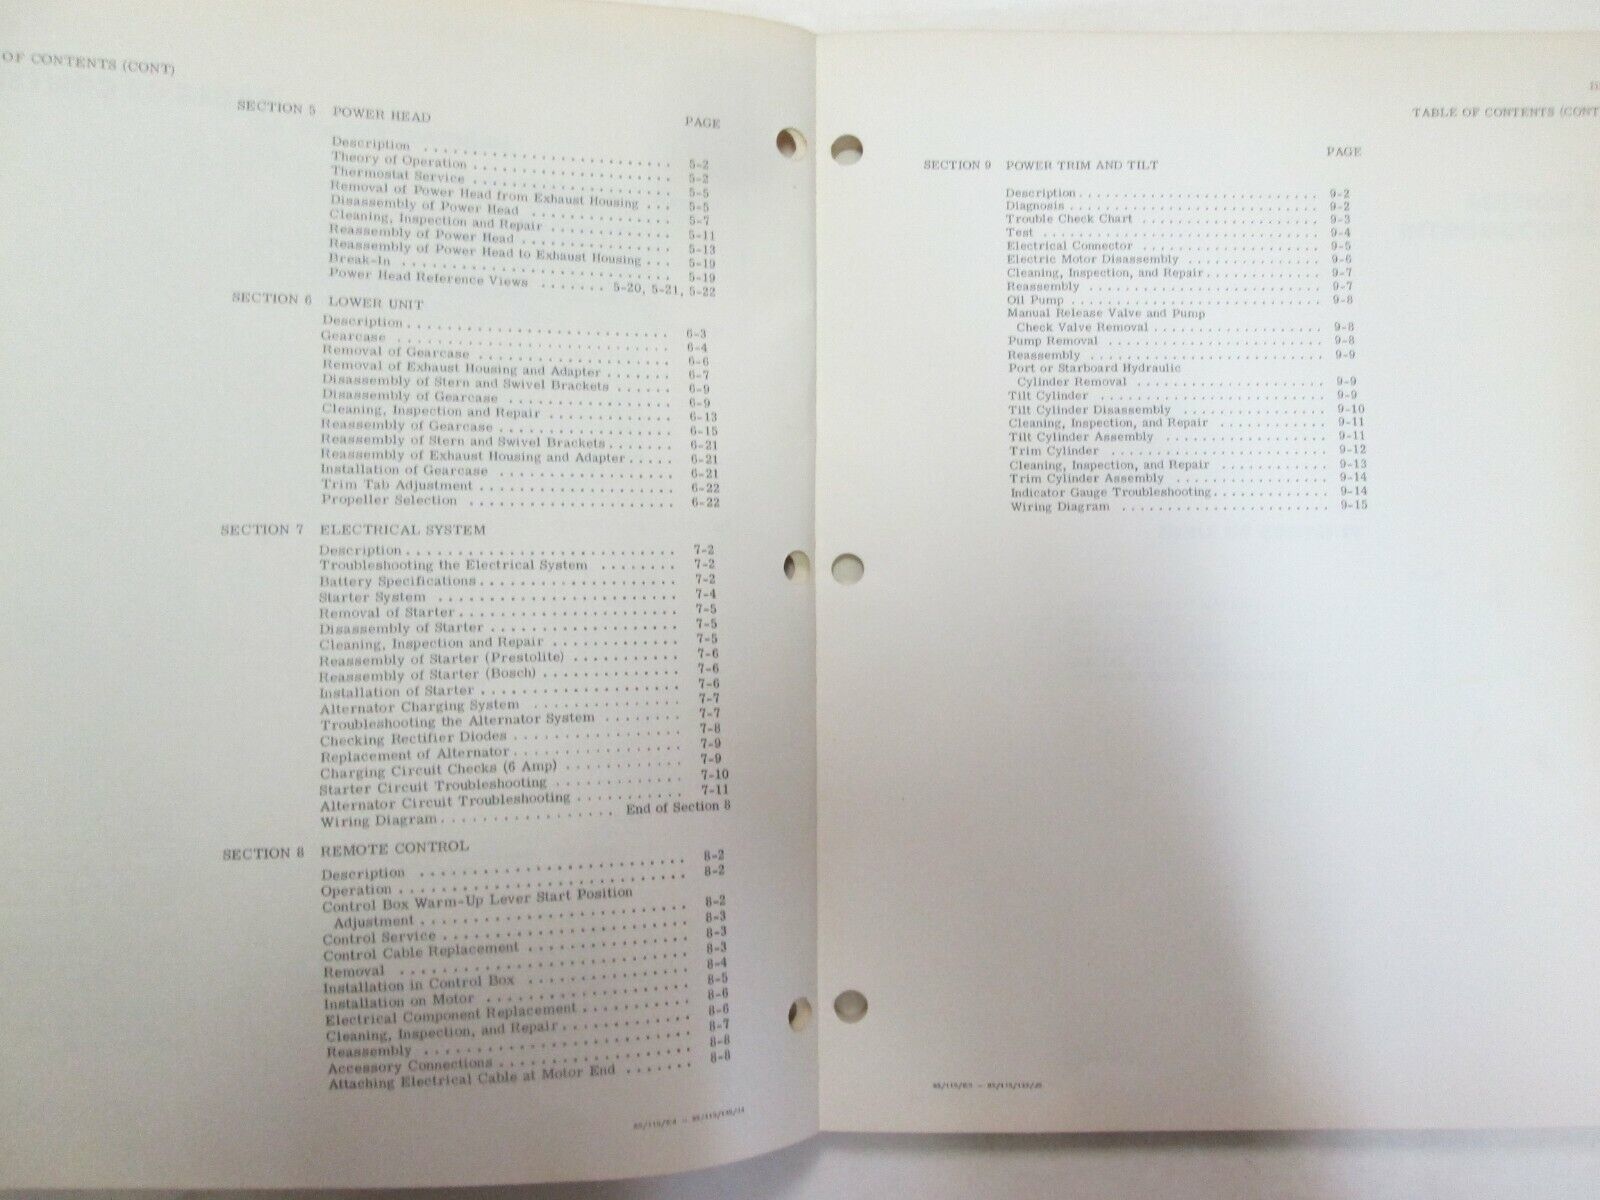 OF CONTENTS (CONT)
SECTION 5 POWER HEAD
PAGE
Description . . . . . . . . . . . . . . . . . . . . . . . . . . 5-2
Theory of Operation . . . . . . . . . . . . . . . . . . . . . 5-2
Thermostat Service . . . . . . . . . . . . . . . . . . . . . 5-5
Removal of Power Head from Exhaust Housing . . . 5-5
Disassembly of Power Head . . . . . . . . . . . . . . . 5-7
Cleaning, Inspection and Repair . . . . . . . . . . . . . 5-11
Reassembly of Power Head . . . . . . . . . . . . . . . . 5-13
Reassembly of Power Head to Exhaust Housing . . . 5-19
Break-In . . . . . . . . . . . . . . . . . . . . . . . . . . . . 5-19
Power Head Reference Views . . . . . . . 5-20, 5-21, 5-22
SECTION 6 LOWER UNIT
Description . . . . . . . . . . . . . . . . . . . . . . . . . . . 6-3
Gearcase . . . . . . . . . . . . . . . . . . . . . . . . . . . . 6-4
Removal of Gearcase . . . . . . . . . . . . . . . . . . . . 6-6
Removal of Exhaust Housing and Adapter . . . . . . . 6-7
Disassembly of Stern and Swivel Brackets . . . . . . 6-9
Disassembly of Gearcase . . . . . . . . . . . . . . . . . 6-9
Cleaning, Inspection and Repair . . . . . . . . . . . . . 6-13
Reassembly of Gearcase . . . . . . . . . . . . . . . . . . 6-15
Reassembly of Stern and Swivel Brackets . . . . . . . 6-21
Reassembly of Exhaust Housing and Adapter . . . . . 6-21
Installation of Gearcase . . . . . . . . . . . . . . . . . . 6-21
Trim Tab Adjustment . . . . . . . . . . . . . . . . . . . . 6-22
Propeller Selection . . . . . . . . . . . . . . . . . . . . . 6-22
SECTION 7 ELECTRICAL SYSTEM
Description . . . . . . . . . . . . . . . . . . . . . . . . . . . 7-2
Troubleshooting the Electrical System . . . . . . . . 7-2
Battery Specifications . . . . . . . . . . . . . . . . . . . . 7-2
Starter System . . . . . . . . . . . . . . . . . . . . . . . . 7-4
Removal of Starter . . . . . . . . . . . . . . . . . . . . . . 7-5
Disassembly of Starter . . . . . . . . . . . . . . . . . . . 7-5
Cleaning, Inspection and Repair . . . . . . . . . . . . . 7-5
Reassembly of Starter (Prestolite) . . . . . . . . . . . 7-6
Reassembly of Starter (Bosch) . . . . . . . . . . . . . . 7-6
Installation of Starter . . . . . . . . . . . . . . . . . . . . 7-6
Alternator Charging System . . . . . . . . . . . . . . . 7-7
Troubleshooting the Alternator System . . . . . . . . 7-7
Checking Rectifier Diodes . . . . . . . . . . . . . . . . . 7-8
Replacement of Alternator . . . . . . . . . . . . . . . . . 7-9
Charging Circuit Checks (6 Amp) . . . . . . . . . . . . 7-9
Starter Circuit Troubleshooting . . . . . . . . . . . . . 7-10
Alternator Circuit Troubleshooting . . . . . . . . . . . 7-11
Wiring Diagram . . . . . . . . . . . . . . . . . . End of Section 8
SECTION 8 REMOTE CONTROL
Description . . . . . . . . . . . . . . . . . . . . . . . . . . . 8-2
Operation . . . . . . . . . . . . . . . . . . . . . . . . . . . . . 8-2
Control Box Warm-Up Lever Start Position
Adjustment . . . . . . . . . . . . . . . . . . . . . . . . . . . 8-2
Control Service . . . . . . . . . . . . . . . . . . . . . . . . . 8-3
Control Cable Replacement . . . . . . . . . . . . . . . . 8-3
Removal . . . . . . . . . . . . . . . . . . . . . . . . . . . . . 8-3
Installation in Control Box . . . . . . . . . . . . . . . . 8-4
Installation on Motor . . . . . . . . . . . . . . . . . . . . 8-5
Electrical Component Replacement . . . . . . . . . . . 8-6
Cleaning, Inspection, and Repair . . . . . . . . . . . . . 8-6
Reassembly . . . . . . . . . . . . . . . . . . . . . . . . . . . 8-7
Accessory Connections . . . . . . . . . . . . . . . . . . . 8-8
Attaching Electrical Cable at Motor End . . . . . . . 8-8
TABLE OF CONTENTS (CONT
PAGE
SECTION 9 POWER TRIM AND TILT
Description . . . . . . . . . . . . . . . . . . . . . . . . . . . 9-2
Diagnosis . . . . . . . . . . . . . . . . . . . . . . . . . . . . . 9-2
Trouble Check Chart . . . . . . . . . . . . . . . . . . . . 9-3
Test . . . . . . . . . . . . . . . . . . . . . . . . . . . . . . . . 9-4
Electrical Connector . . . . . . . . . . . . . . . . . . . . 9-5
Electric Motor Disassembly . . . . . . . . . . . . . . . 9-6
Cleaning, Inspection, and Repair . . . . . . . . . . . . . 9-7
Reassembly . . . . . . . . . . . . . . . . . . . . . . . . . . . 9-7
Oil Pump . . . . . . . . . . . . . . . . . . . . . . . . . . . . . 9-8
Manual Release Valve and Pump
Check Valve Removal . . . . . . . . . . . . . . . . . . . 9-8
Pump Removal . . . . . . . . . . . . . . . . . . . . . . . . 9-8
Reassembly . . . . . . . . . . . . . . . . . . . . . . . . . . . 9-9
Port or Starboard Hydraulic
Cylinder Removal . . . . . . . . . . . . . . . . . . . . . . 9-9
Tilt Cylinder . . . . . . . . . . . . . . . . . . . . . . . . . . 9-9
Tilt Cylinder Disassembly . . . . . . . . . . . . . . . . 9-10
Cleaning, Inspection, and Repair . . . . . . . . . . . . 9-11
Tilt Cylinder Assembly . . . . . . . . . . . . . . . . . . 9-11
Trim Cylinder . . . . . . . . . . . . . . . . . . . . . . . . . 9-12
Cleaning, Inspection, and Repair . . . . . . . . . . . . 9-13
Trim Cylinder Assembly . . . . . . . . . . . . . . . . . 9-14
Indicator Gauge Troubleshooting . . . . . . . . . . . . . 9-14
Wiring Diagram . . . . . . . . . . . . . . . . . . . . . . . . 9-15